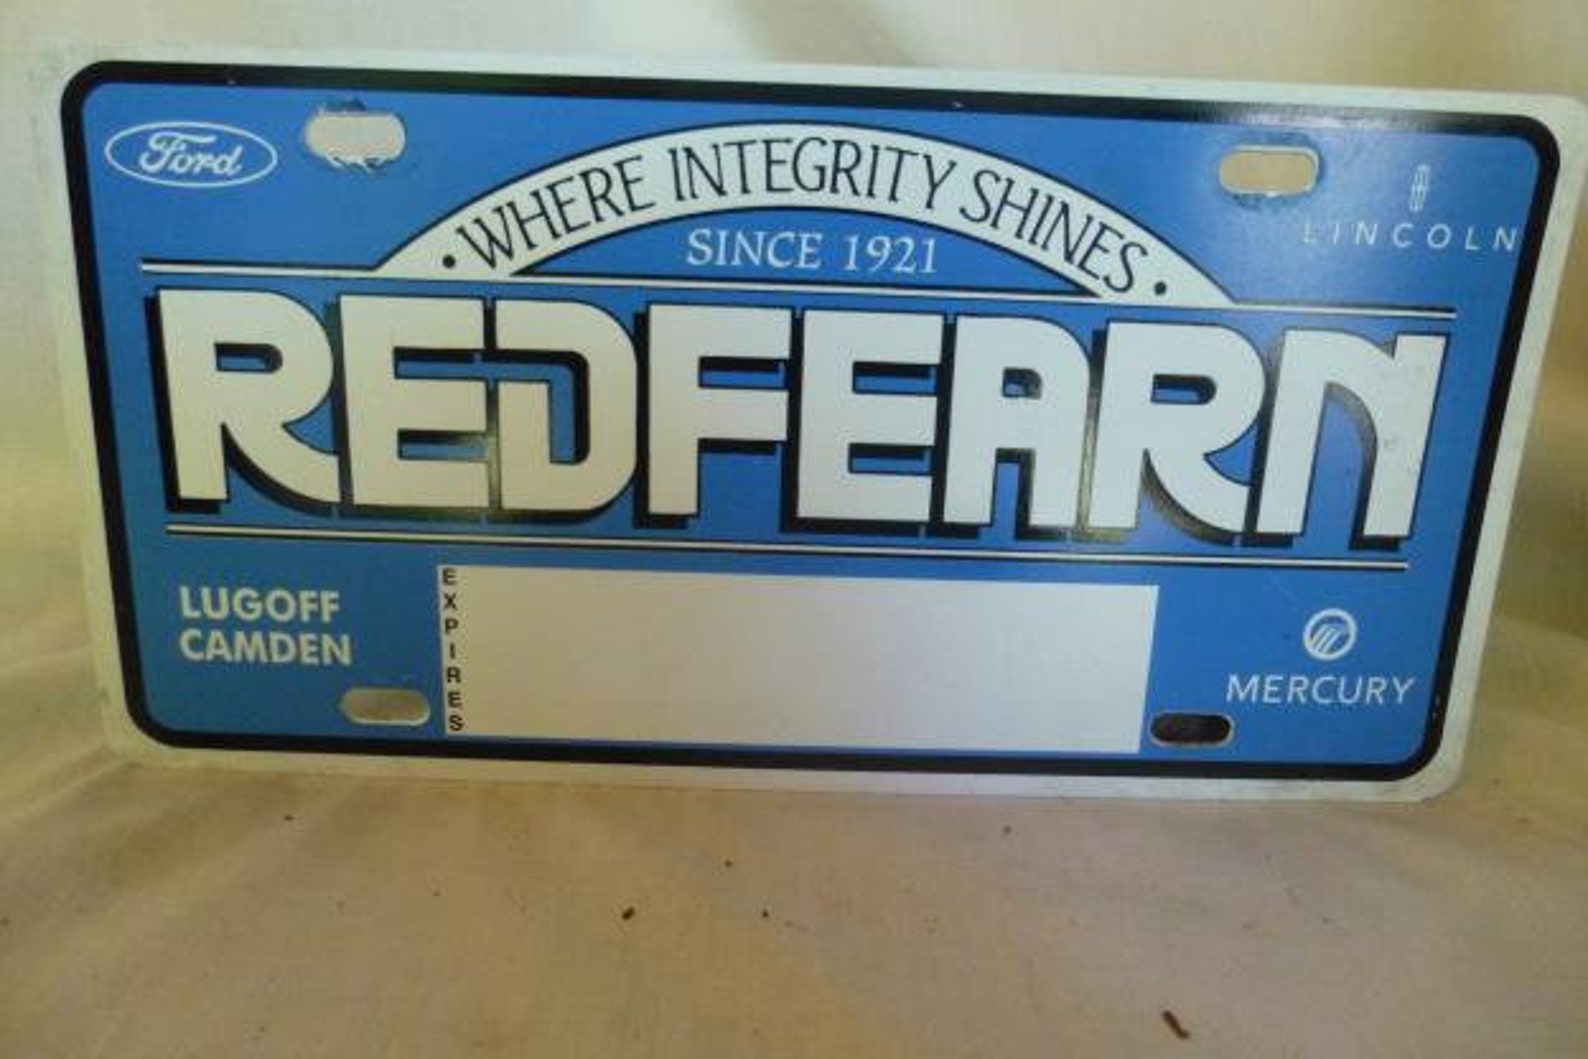 Ford
• WHERE INTEGRITY SHINES •
LINCOLN
SINCE 1921
REDFEARN
LUGOFF
CAMDEN
EXPIRES
MERCURY